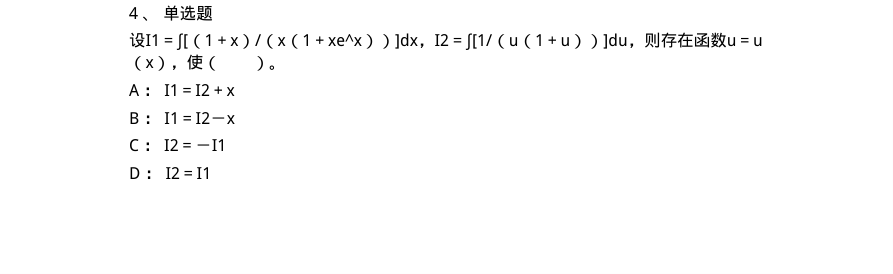 4、 单选题
设I1=∫[（1+x）/（x（1+xe^x））]dx，I2=∫[1/（u（1+u））]du，则存在函数u=u
（x），使（　　）。
A： I1=I2+x
B： I1=I2－x
C： I2=－I1
D： I2=I1